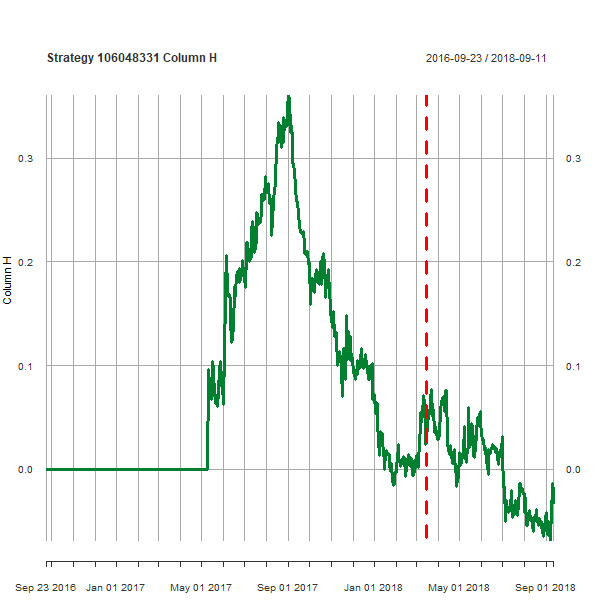 Strategy 106048331 Column H
2016-09-23 / 2018-09-11
0.3 0.3
0.2 0.2
0.1 0.1
0.0 0.0
Column H
Sep 23 2016 Jan 01 2017 May 01 2017 Sep 01 2017 Jan 01 2018 May 01 2018 Sep 01 2018